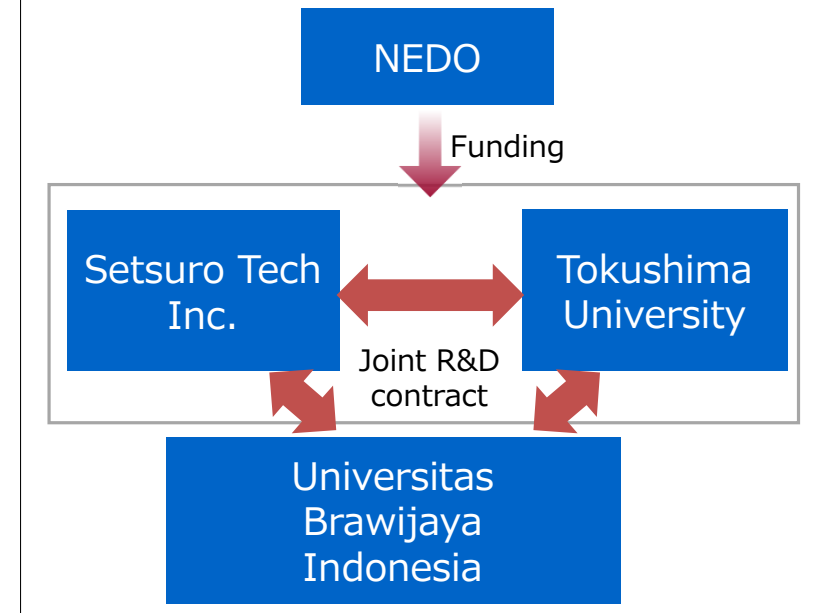 NEDO
Funding
Setsuro Tech
Inc.
Tokushima
University
Joint R&D
contract
Universitas
Brawijaya
Indonesia